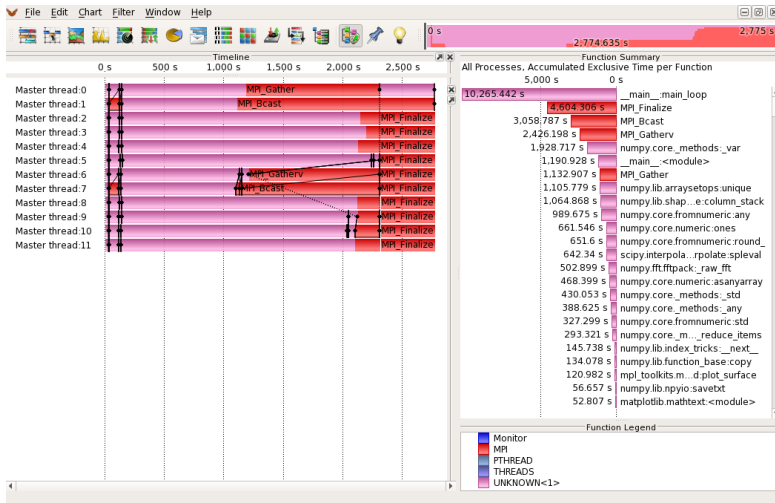 File Edit Chart Filter Window Help
0 s
2,774.635 s
2,775 s
Timeline
0 s 500 s 1,000 s 1,500 s 2,000 s 2,500 s
Master thread:0 MPI_Gather
Master thread:1 MPI_Bcast
Master thread:2 MPI_Finalize
Master thread:3 MPI_Finalize
Master thread:4 MPI_Finalize
Master thread:5 MPI_Finalize
Master thread:6 MPI_Gatherv MPI_Finalize
Master thread:7 MPI_Bcast MPI_Finalize
Master thread:8 MPI_Finalize
Master thread:9 MPI_Finalize
Master thread:10 MPI_Finalize
Master thread:11 MPI_Finalize
Function Summary
All Processes, Accumulated Exclusive Time per Function
5,000 s 0 s
10,265.442 s __main__:main_loop
4,604.306 s MPI_Finalize
3,058.787 s MPI_Bcast
2,426.198 s MPI_Gatherv
1,928.717 s numpy.core._methods:_var
1,190.928 s __main__:<module>
1,132.907 s MPI_Gather
1,105.779 s numpy.lib.arraysetops:unique
1,064.868 s numpy.lib.shap...e:column_stack
989.675 s numpy.core.fromnumeric:any
661.546 s numpy.core.numeric:ones
651.6 s numpy.core.fromnumeric:round_
642.34 s scipy.interpola...rpolate:spleval
502.899 s numpy.fft.fftpack:_raw_fft
468.399 s numpy.core.numeric:asanyarray
430.053 s numpy.core._methods:_std
388.625 s numpy.core._methods:_any
327.299 s numpy.core.fromnumeric:std
293.321 s numpy.core._m..._reduce_items
145.738 s numpy.lib.index_tricks:__next__
134.078 s numpy.lib.function_base:copy
120.982 s mpl_toolkits.m...d:plot_surface
56.657 s numpy.lib.npyio:savetxt
52.807 s matplotlib.mathtext:<module>
Function Legend
Monitor
MPI
PTHREAD
THREADS
UNKNOWN<1>